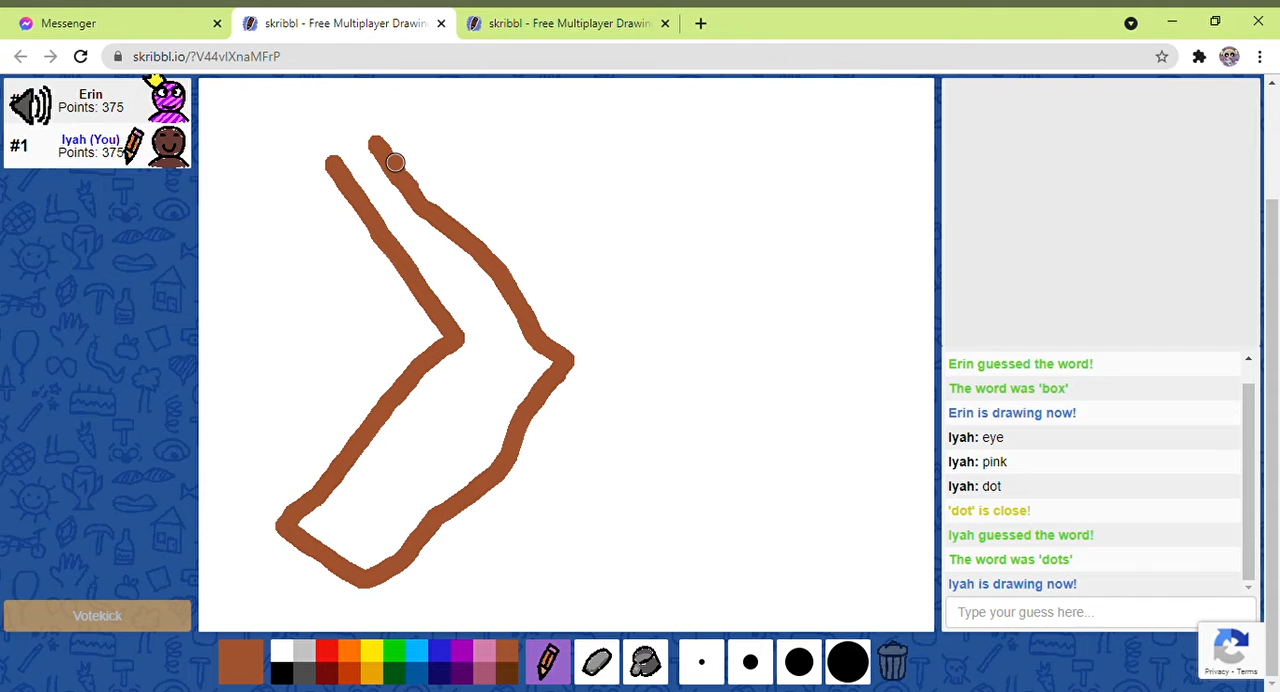 Messenger
skribbl - Free Multiplayer Drawin
skribbl - Free Multiplayer Drawin
skribbl.io/?V44vIXnaMFrP
Erin
Points: 375
#1
Iyah (You)
Points: 375
Erin guessed the word!
The word was 'box'
Erin is drawing now!
Iyah: eye
Iyah: pink
Iyah: dot
'dot' is close!
Iyah guessed the word!
The word was 'dots'
Iyah is drawing now!
Votekick
Type your guess here...
Privacy - Terms